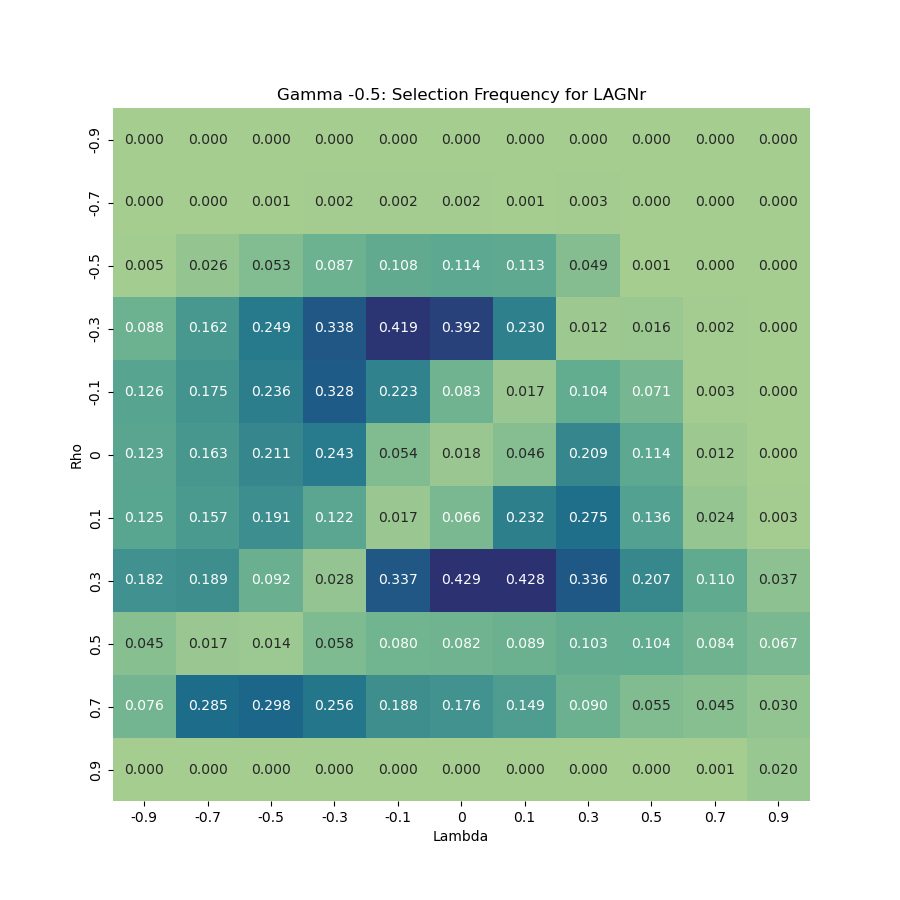 Gamma -0.5: Selection Frequency for LAGNr
-0.9 0.000 0.000 0.000 0.000 0.000 0.000 0.000 0.000 0.000 0.000 0.000
-0.7 0.000 0.000 0.001 0.002 0.002 0.002 0.001 0.003 0.000 0.000 0.000
-0.5 0.005 0.026 0.053 0.087 0.108 0.114 0.113 0.049 0.001 0.000 0.000
-0.3 0.088 0.162 0.249 0.338 0.419 0.392 0.230 0.012 0.016 0.002 0.000
-0.1 0.126 0.175 0.236 0.328 0.223 0.083 0.017 0.104 0.071 0.003 0.000
Rho
0 0.123 0.163 0.211 0.243 0.054 0.018 0.046 0.209 0.114 0.012 0.000
0.1 0.125 0.157 0.191 0.122 0.017 0.066 0.232 0.275 0.136 0.024 0.003
0.3 0.182 0.189 0.092 0.028 0.337 0.429 0.428 0.336 0.207 0.110 0.037
0.5 0.045 0.017 0.014 0.058 0.080 0.082 0.089 0.103 0.104 0.084 0.067
0.7 0.076 0.285 0.298 0.256 0.188 0.176 0.149 0.090 0.055 0.045 0.030
0.9 0.000 0.000 0.000 0.000 0.000 0.000 0.000 0.000 0.000 0.001 0.020
-0.9 -0.7 -0.5 -0.3 -0.1 0 0.1 0.3 0.5 0.7 0.9
Lambda